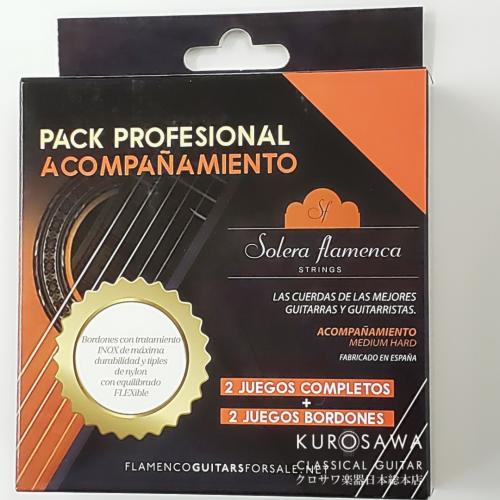 PACK PROFESIONAL
ACOMPAÑAMIENTO
Sf
Solera flamenca
STRINGS
LAS CUERDAS DE LAS MEJORES
GUITARRAS Y GUITARRISTAS.
ACOMPAÑAMIENTO
MEDIUM HARD
FABRICADO EN ESPAÑA
Bordones con tratamiento
INOX de máxima
durabilidad y tiples
de nylon
con equilibrado
FLEXible
2 JUEGOS COMPLETOS
+
2 JUEGOS BORDONES
KUROSAWA
CLASSICAL GUITAR
クロサワ楽器日本総本店
FLAMENCOGUITARSFORSALE.NET